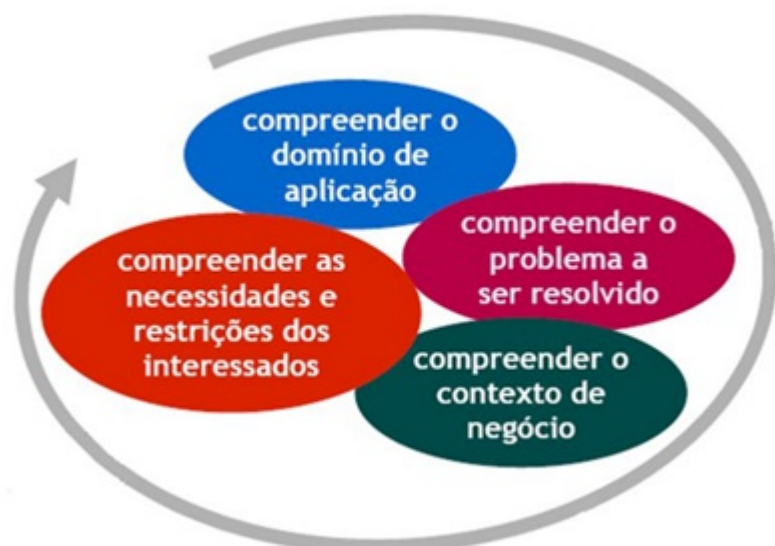 compreender o
domínio de
aplicação
compreender o
problema a
ser resolvido
compreender as
necessidades e
restrições dos
interessados
compreender o
contexto de
negócio